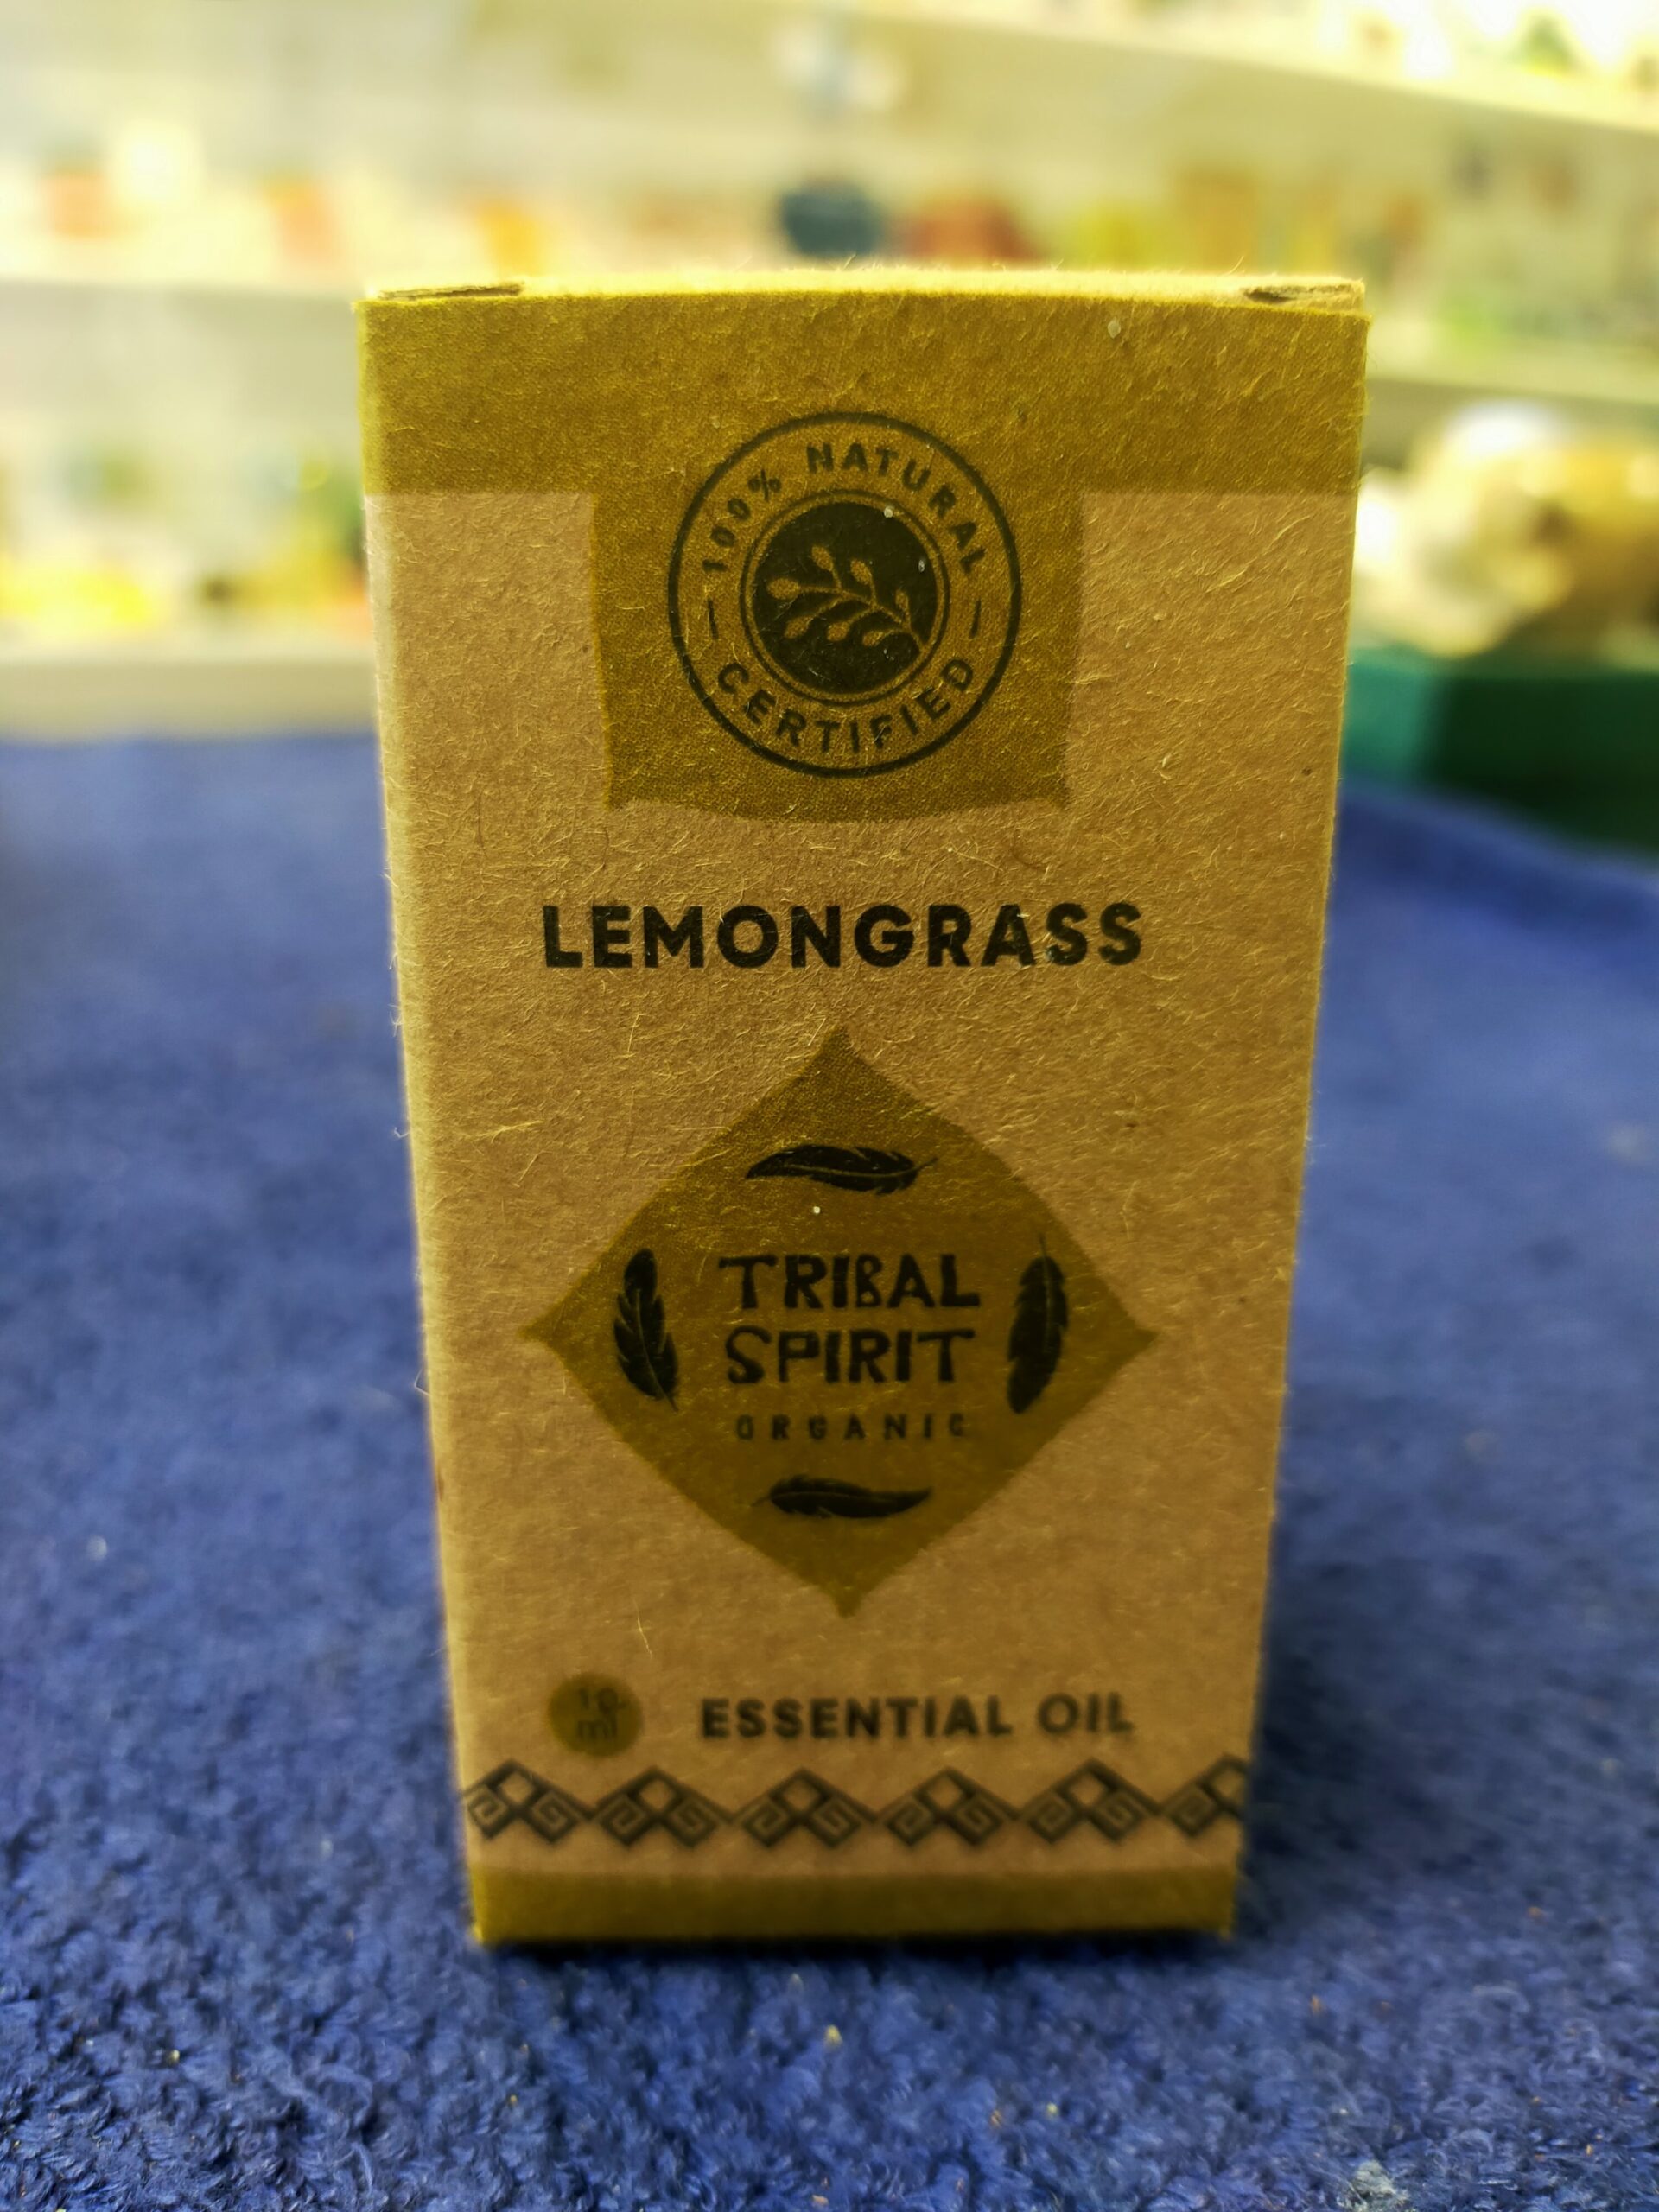 100% NATURAL
CERTIFIED
LEMONGRASS
TRIBAL
SPIRIT
ORGANIC
10
ml
ESSENTIAL OIL